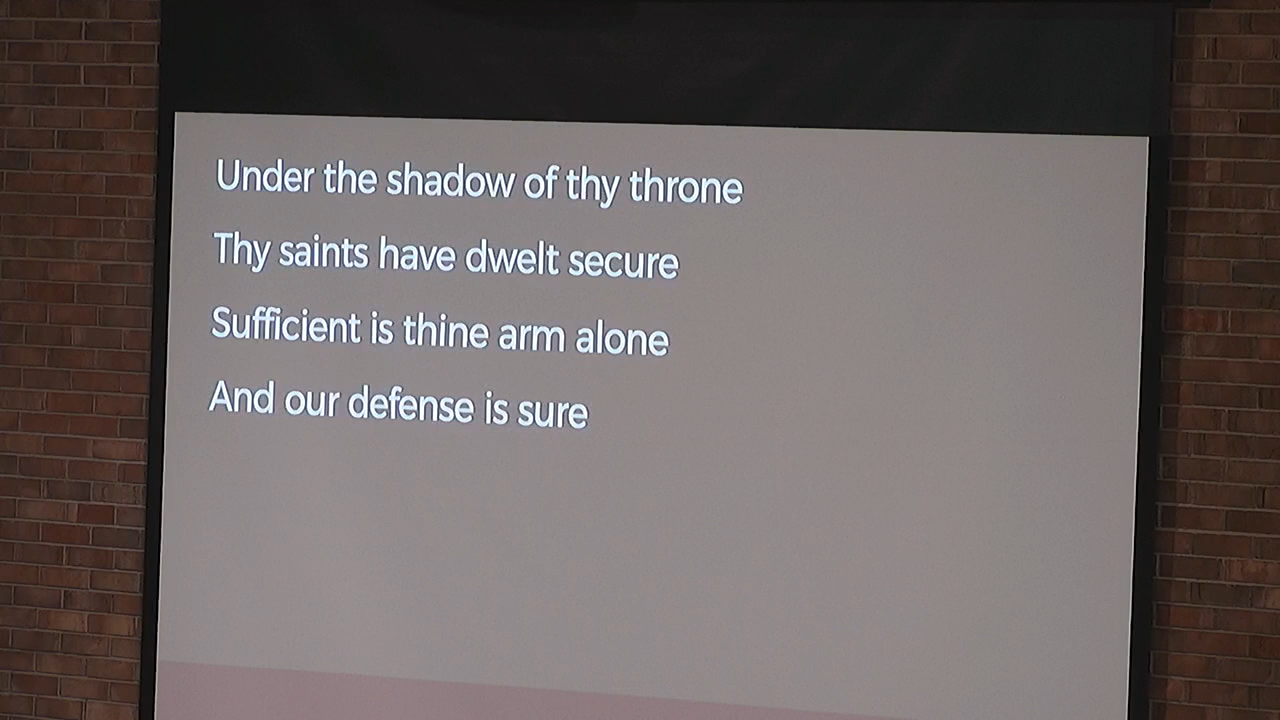 Under the shadow of thy throne
Thy saints have dwelt secure
Sufficient is thine arm alone
And our defense is sure